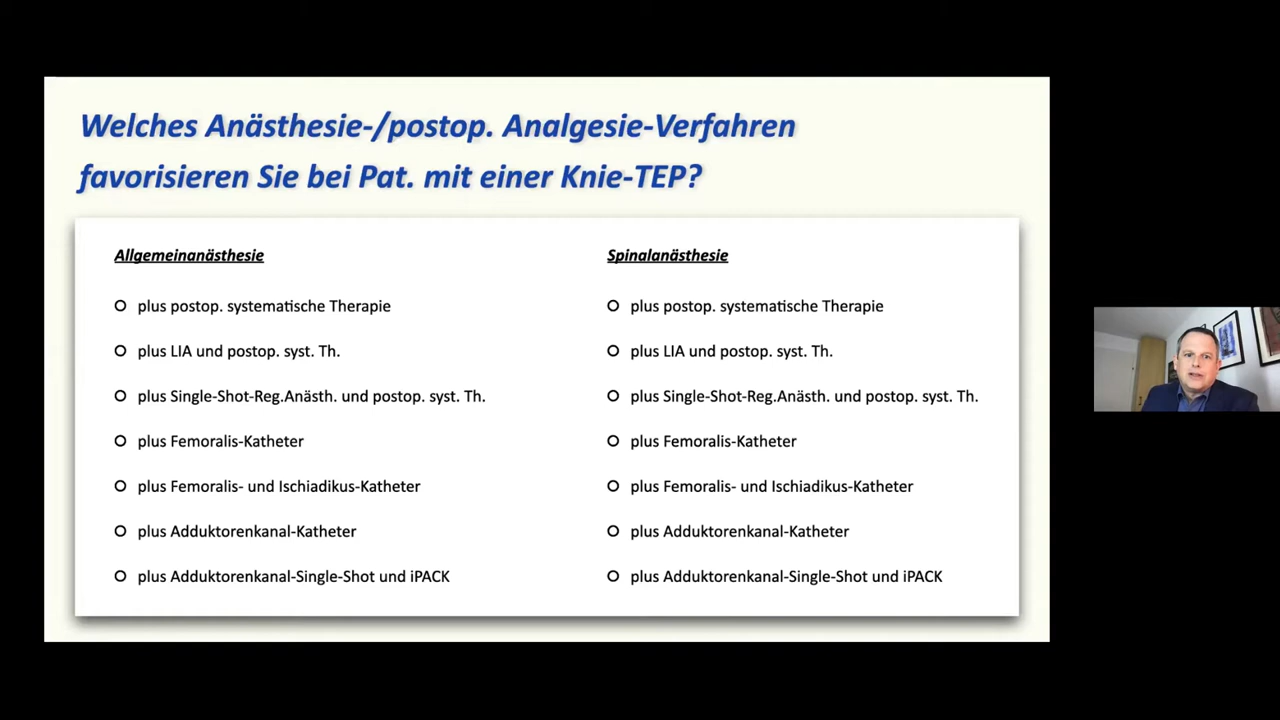 Welches Anästhesie-/postop. Analgesie-Verfahren
favorisieren Sie bei Pat. mit einer Knie-TEP?
Allgemeinanästhesie
plus postop. systematische Therapie
plus LIA und postop. syst. Th.
plus Single-Shot-Reg.Anästh. und postop. syst. Th.
plus Femoralis-Katheter
plus Femoralis- und Ischiadikus-Katheter
plus Adduktorenkanal-Katheter
plus Adduktorenkanal-Single-Shot und iPACK
Spinalanästhesie
plus postop. systematische Therapie
plus LIA und postop. syst. Th.
plus Single-Shot-Reg.Anästh. und postop. syst. Th.
plus Femoralis-Katheter
plus Femoralis- und Ischiadikus-Katheter
plus Adduktorenkanal-Katheter
plus Adduktorenkanal-Single-Shot und iPACK